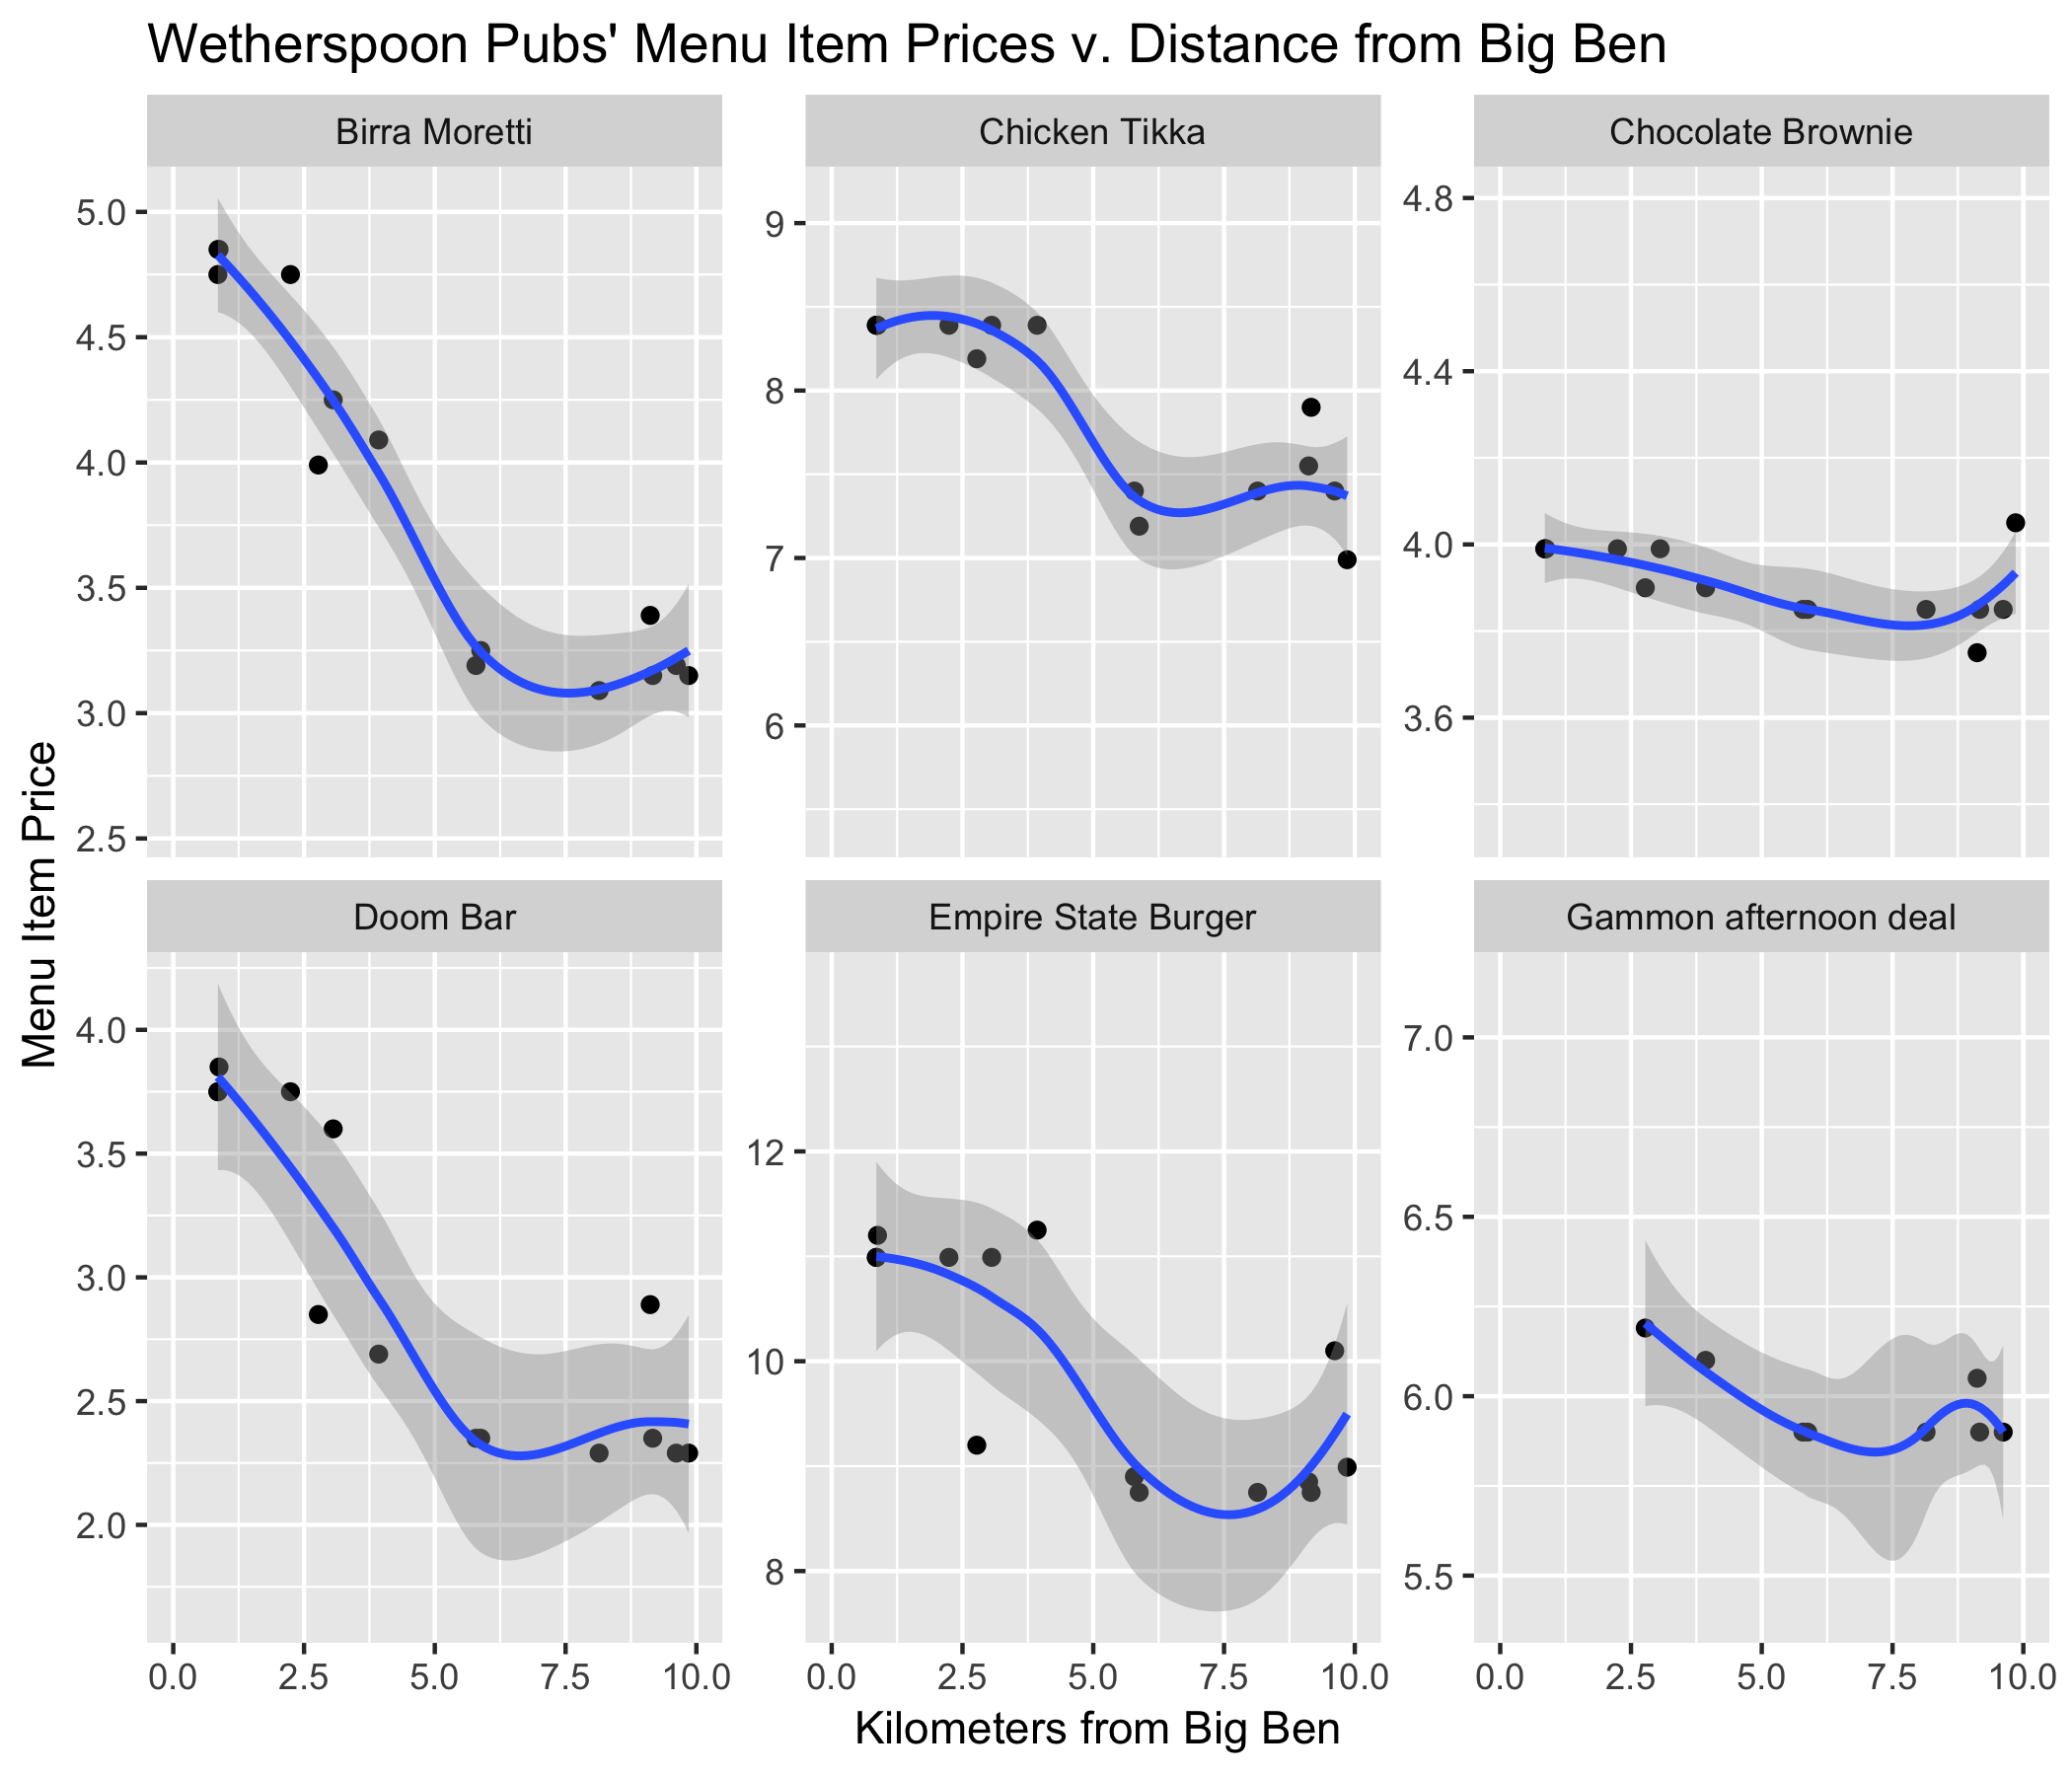 Wetherspoon Pubs' Menu Item Prices v. Distance from Big Ben
Birra Moretti
Chicken Tikka
Chocolate Brownie
5.0
4.5
4.0
3.5
3.0
2.5
9
8
7
6
4.8
4.4
4.0
3.6
Menu Item Price
Doom Bar
Empire State Burger
Gammon afternoon deal
4.0
3.5
3.0
2.5
2.0
12
10
8
7.0
6.5
6.0
5.5
0.0 2.5 5.0 7.5 10.0
0.0 2.5 5.0 7.5 10.0
0.0 2.5 5.0 7.5 10.0
Kilometers from Big Ben